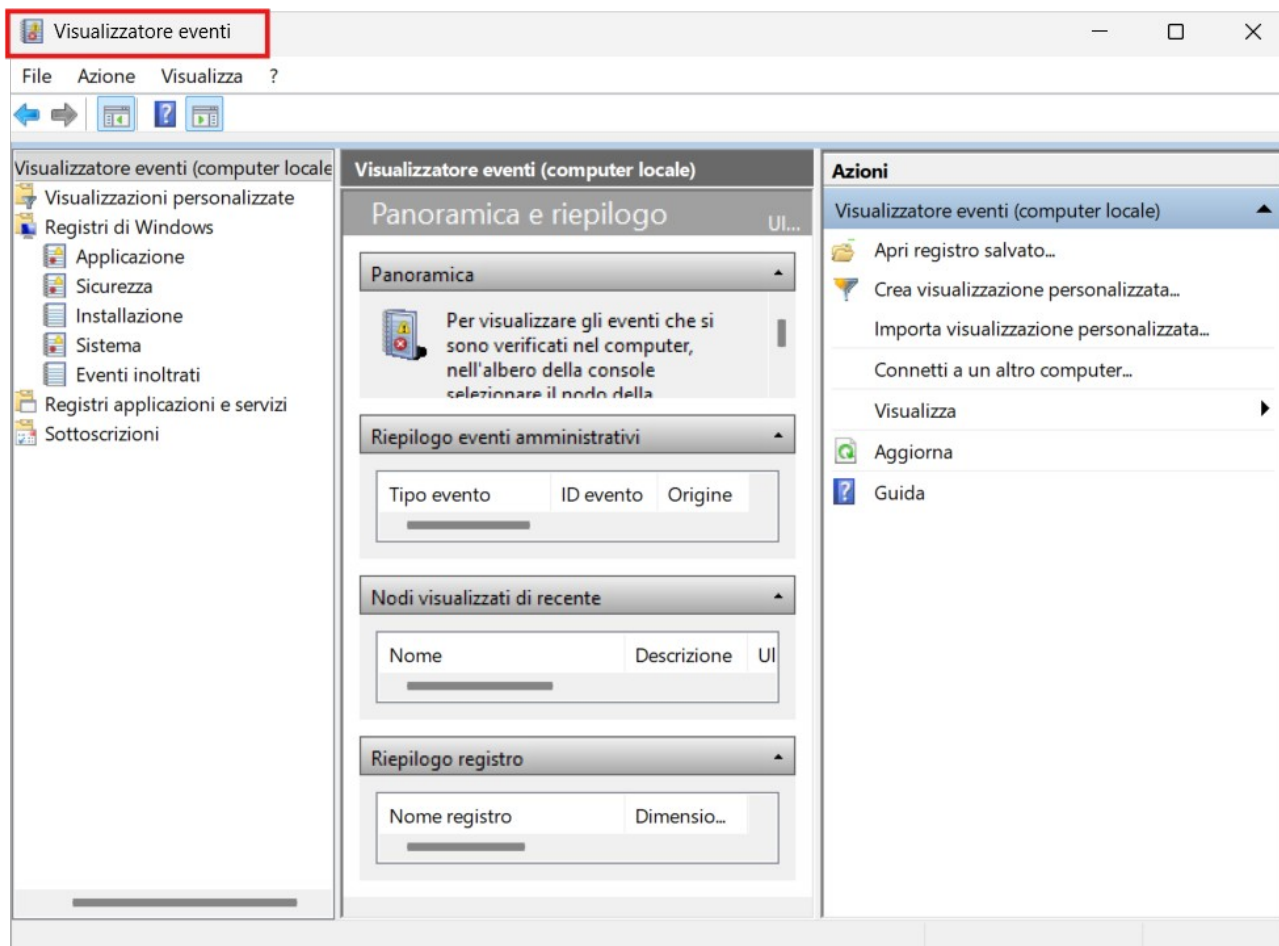 Visualizzatore eventi
File Azione Visualizza ?
Visualizzatore eventi (computer locale
Visualizzazioni personalizzate
Registri di Windows
Applicazione
Sicurezza
Installazione
Sistema
Eventi inoltrati
Registri applicazioni e servizi
Sottoscrizioni
Visualizzatore eventi (computer locale)
Panoramica e riepilogo Ul...
Panoramica
Per visualizzare gli eventi che si
sono verificati nel computer,
nell'albero della console
selezionare il nodo della
Riepilogo eventi amministrativi
Tipo evento ID evento Origine
Nodi visualizzati di recente
Nome Descrizione Ul
Riepilogo registro
Nome registro Dimensio...
Azioni
Visualizzatore eventi (computer locale)
Apri registro salvato...
Crea visualizzazione personalizzata...
Importa visualizzazione personalizzata...
Connetti a un altro computer...
Visualizza
Aggiorna
Guida